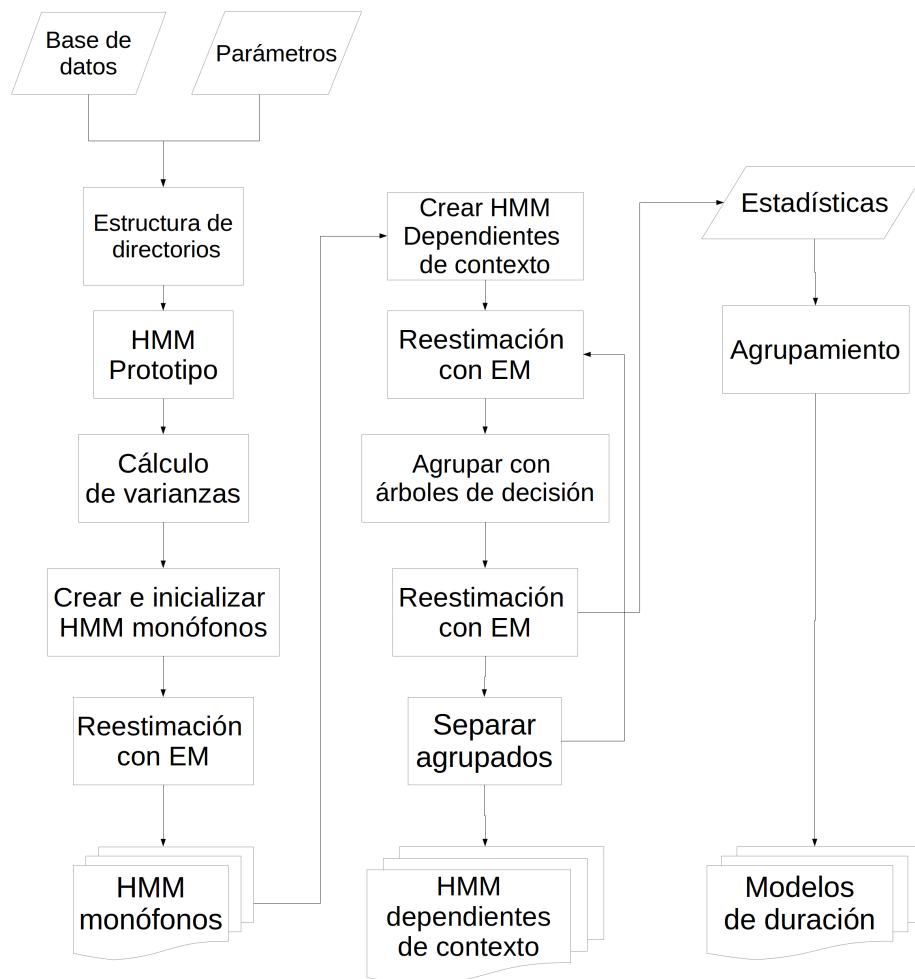 Base de
datos
Parámetros
Estructura de
directorios
HMM
Prototipo
Cálculo
de varianzas
Crear e inicializar
HMM monófonos
Reestimación
con EM
HMM
monófonos
Crear HMM
Dependientes
de contexto
Reestimación
con EM
Agrupar con
árboles de decisión
Reestimación
con EM
Separar
agrupados
HMM
dependientes
de contexto
Estadísticas
Agrupamiento
Modelos
de duración